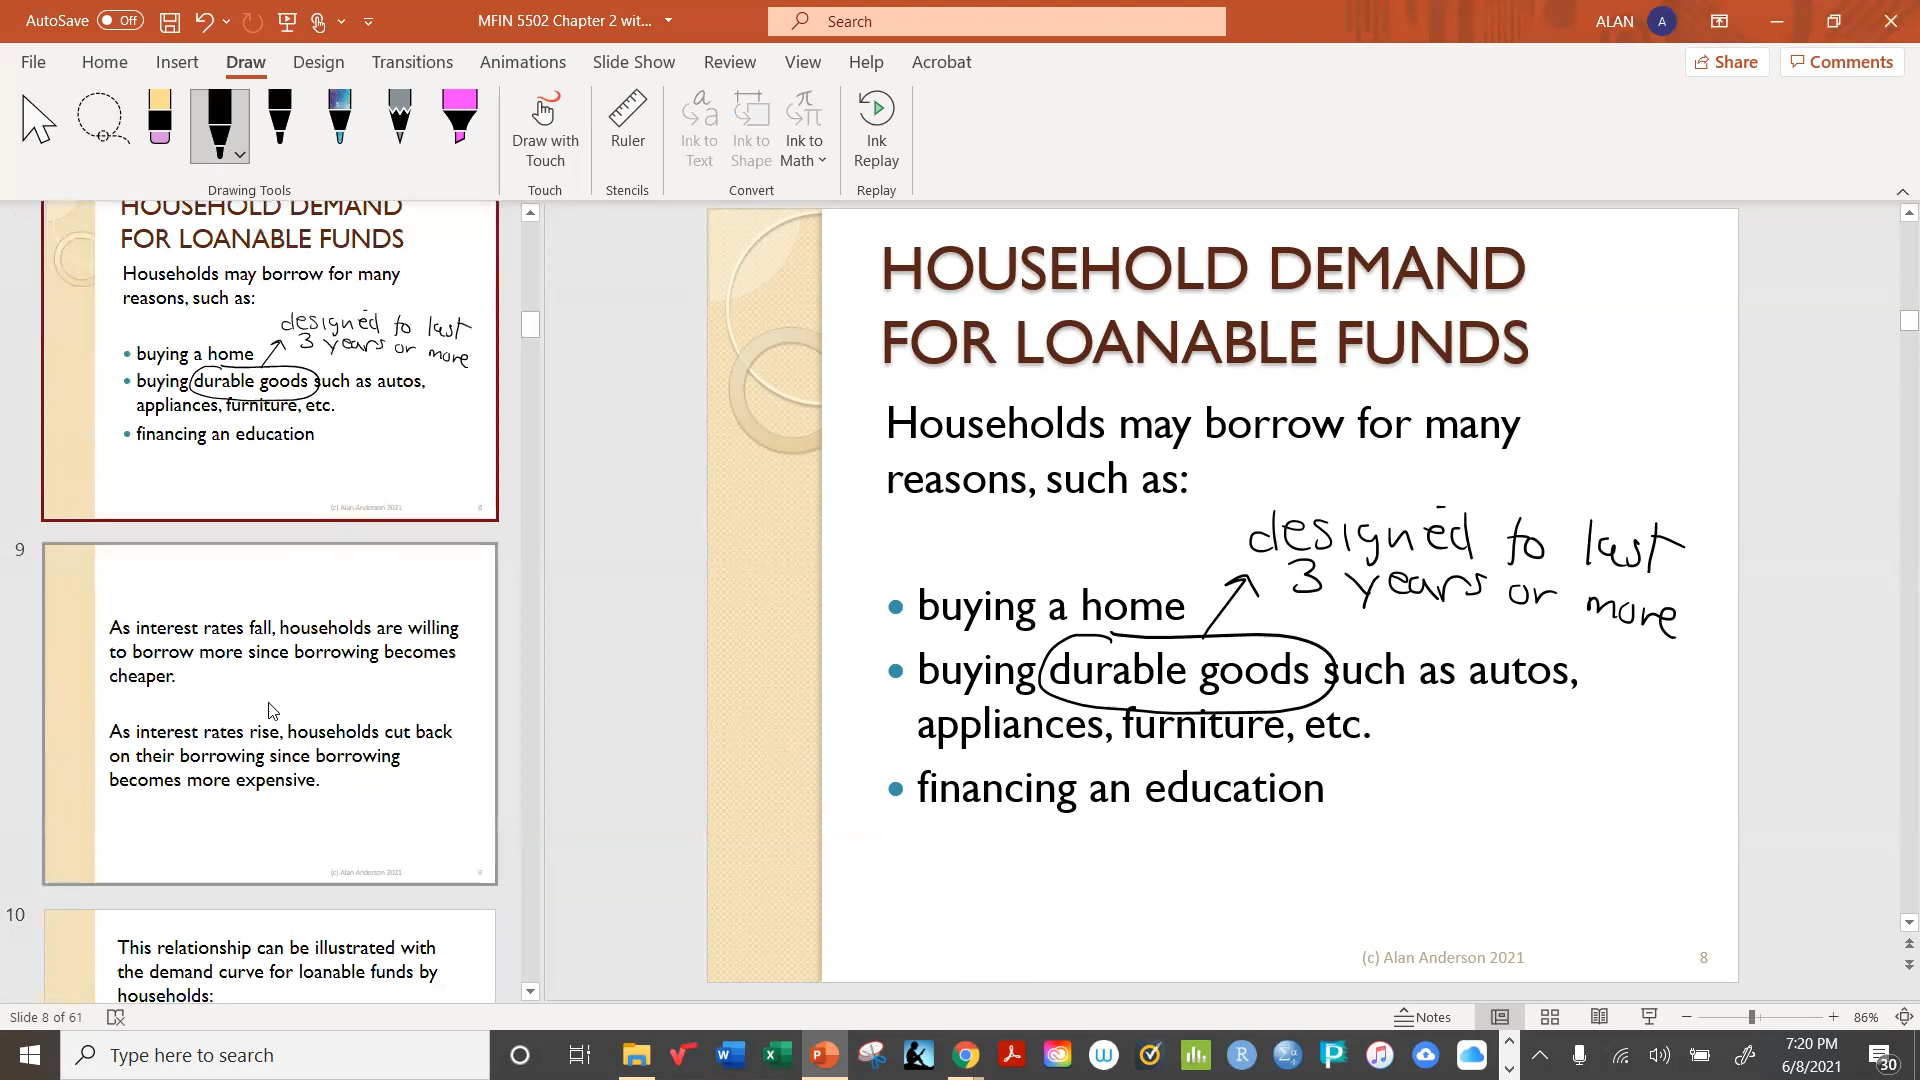 AutoSave Off
MFIN 5502 Chapter 2 wit...
Search
ALAN A
File Home Insert Draw Design Transitions Animations Slide Show Review View Help Acrobat
Share Comments
Draw with Touch
Ruler
Ink to Text
Ink to Shape
Ink to Math
Ink Replay
Drawing Tools Touch Stencils Convert Replay
HOUSEHOLD DEMAND
FOR LOANABLE FUNDS
Households may borrow for many
reasons, such as:
designed to last
3 years or more
• buying a home
• buying durable goods such as autos,
appliances, furniture, etc.
• financing an education
(c) Alan Anderson 2021 8
9
As interest rates fall, households are willing
to borrow more since borrowing becomes
cheaper.
As interest rates rise, households cut back
on their borrowing since borrowing
becomes more expensive.
(c) Alan Anderson 2021 9
10
This relationship can be illustrated with
the demand curve for loanable funds by
households:
HOUSEHOLD DEMAND
FOR LOANABLE FUNDS
Households may borrow for many
reasons, such as:
designed to last
3 years or more
• buying a home
• buying durable goods such as autos,
appliances, furniture, etc.
• financing an education
(c) Alan Anderson 2021 8
Slide 8 of 61
Notes
86%
Type here to search
7:20 PM
6/8/2021
30